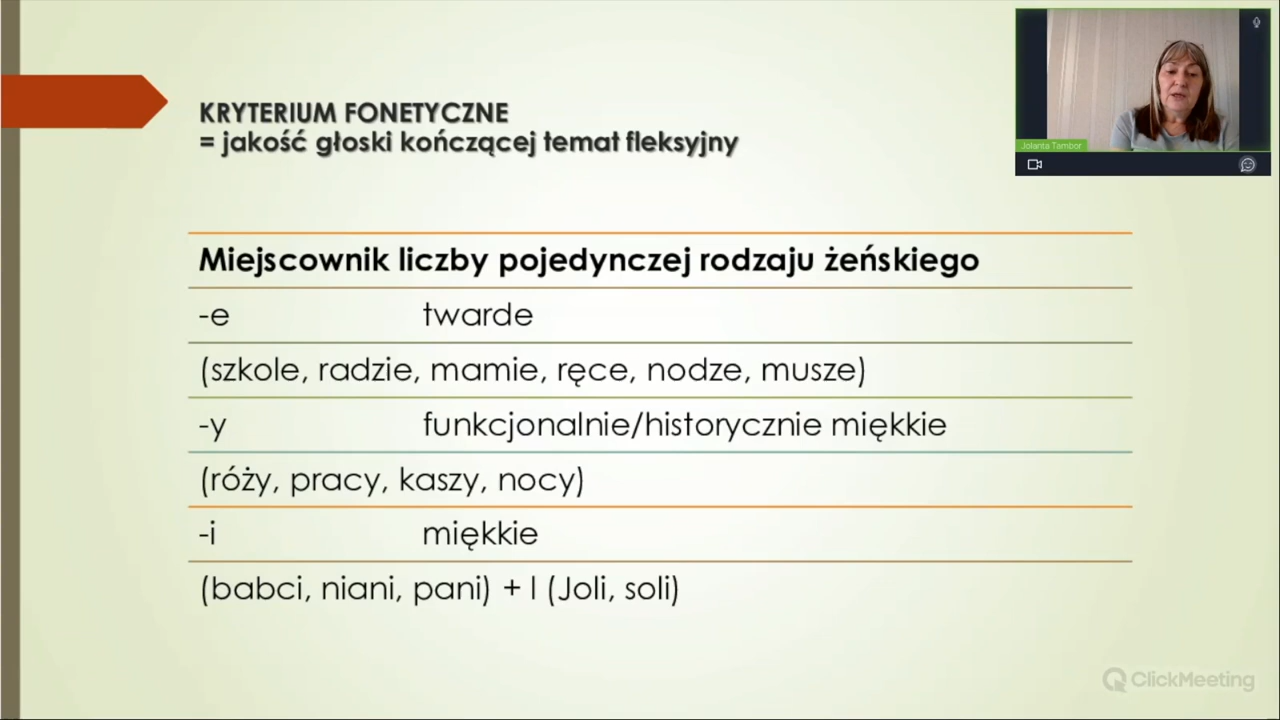 KRYTERIUM FONETYCZNE
= jakość głoski kończącej temat fleksyjny
Jolanta Tambor
Miejscownik liczby pojedynczej rodzaju żeńskiego
-e twarde
(szkole, radzie, mamie, ręce, nodze, musze)
-y funkcjonalnie/historycznie miękkie
(róży, pracy, kaszy, nocy)
-i miękkie
(babci, niani, pani) + l (Joli, soli)
ClickMeeting